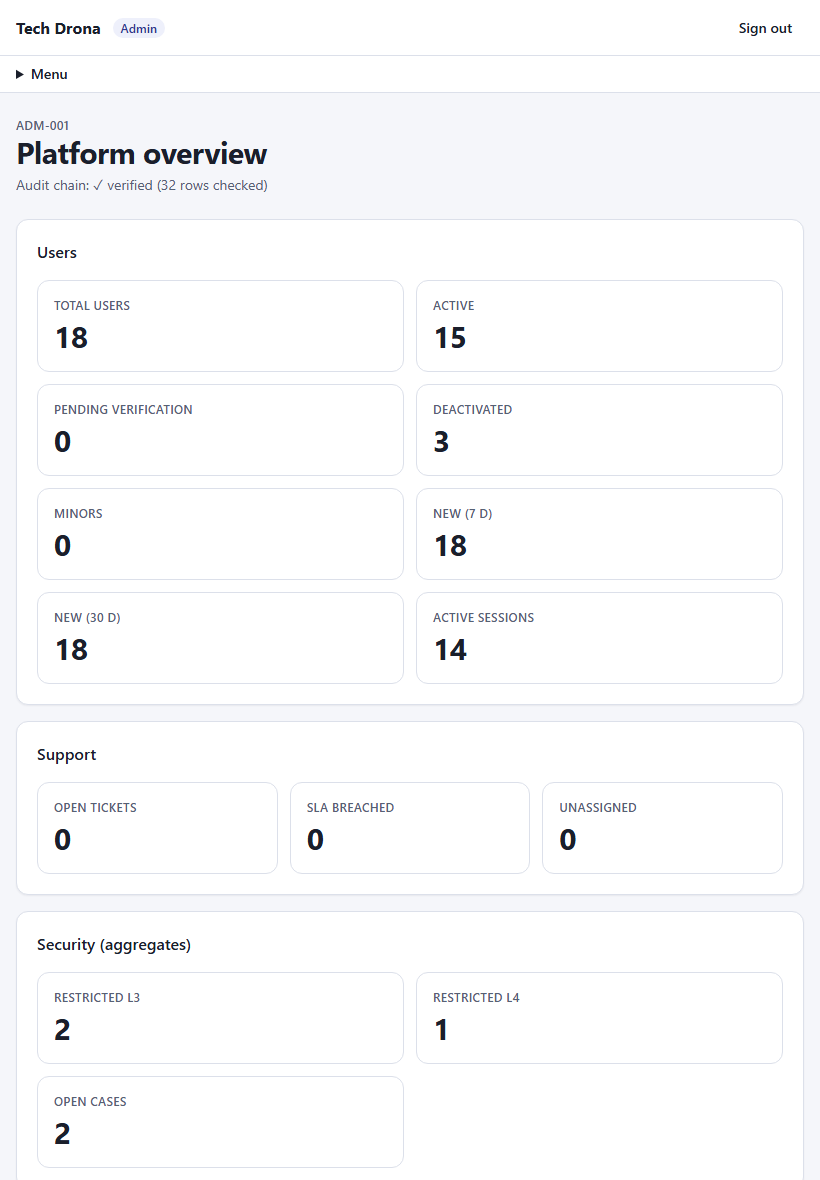 Tech Drona Admin Sign out
▶ Menu
ADM-001
Platform overview
Audit chain: ✓ verified (32 rows checked)
Users
TOTAL USERS ACTIVE
18 15
PENDING VERIFICATION DEACTIVATED
0 3
MINORS NEW (7 D)
0 18
NEW (30 D) ACTIVE SESSIONS
18 14
Support
OPEN TICKETS SLA BREACHED UNASSIGNED
0 0 0
Security (aggregates)
RESTRICTED L3 RESTRICTED L4
2 1
OPEN CASES
2